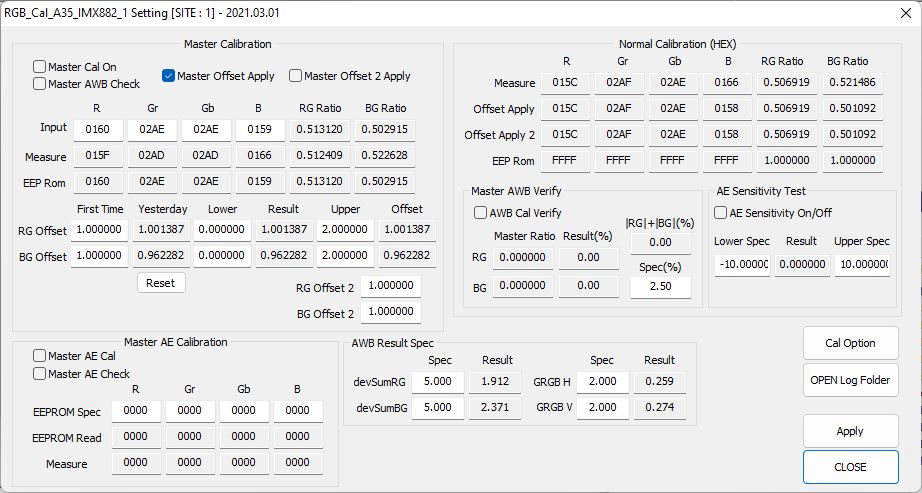 RGB_Cal_A35_IMX882_1 Setting [SITE : 1] - 2021.03.01
Master Calibration
Master Cal On
Master AWB Check
Master Offset Apply
Master Offset 2 Apply
R Gr Gb B RG Ratio BG Ratio
Input 0160 02AE 02AE 0159 0.513120 0.502915
Measure 015F 02AD 02AD 0166 0.512409 0.522628
EEP Rom 0160 02AE 02AE 0159 0.513120 0.502915
First Time Yesterday Lower Result Upper Offset
RG Offset 1.000000 1.001387 0.000000 1.001387 2.000000 1.001387
BG Offset 1.000000 0.962282 0.000000 0.962282 2.000000 0.962282
Reset
RG Offset 2 1.000000
BG Offset 2 1.000000
Normal Calibration (HEX)
R Gr Gb B RG Ratio BG Ratio
Measure 015C 02AF 02AE 0166 0.506919 0.521486
Offset Apply 015C 02AF 02AE 0158 0.506919 0.501092
Offset Apply 2 015C 02AF 02AE 0158 0.506919 0.501092
EEP Rom FFFF FFFF FFFF FFFF 1.000000 1.000000
Master AWB Verify
AWB Cal Verify
Master Ratio Result(%) |RG|+|BG|(%)
RG 0.000000 0.00 0.00
Spec(%)
BG 0.000000 0.00 2.50
AE Sensitivity Test
AE Sensitivity On/Off
Lower Spec Result Upper Spec
-10.00000 0.000000 10.00000
Master AE Calibration
Master AE Cal
Master AE Check
R Gr Gb B
EEPROM Spec 0000 0000 0000 0000
EEPROM Read 0000 0000 0000 0000
Measure 0000 0000 0000 0000
AWB Result Spec
Spec Result Spec Result
devSumRG 5.000 1.912 GRGB H 2.000 0.259
devSumBG 5.000 2.371 GRGB V 2.000 0.274
Cal Option
OPEN Log Folder
Apply
CLOSE